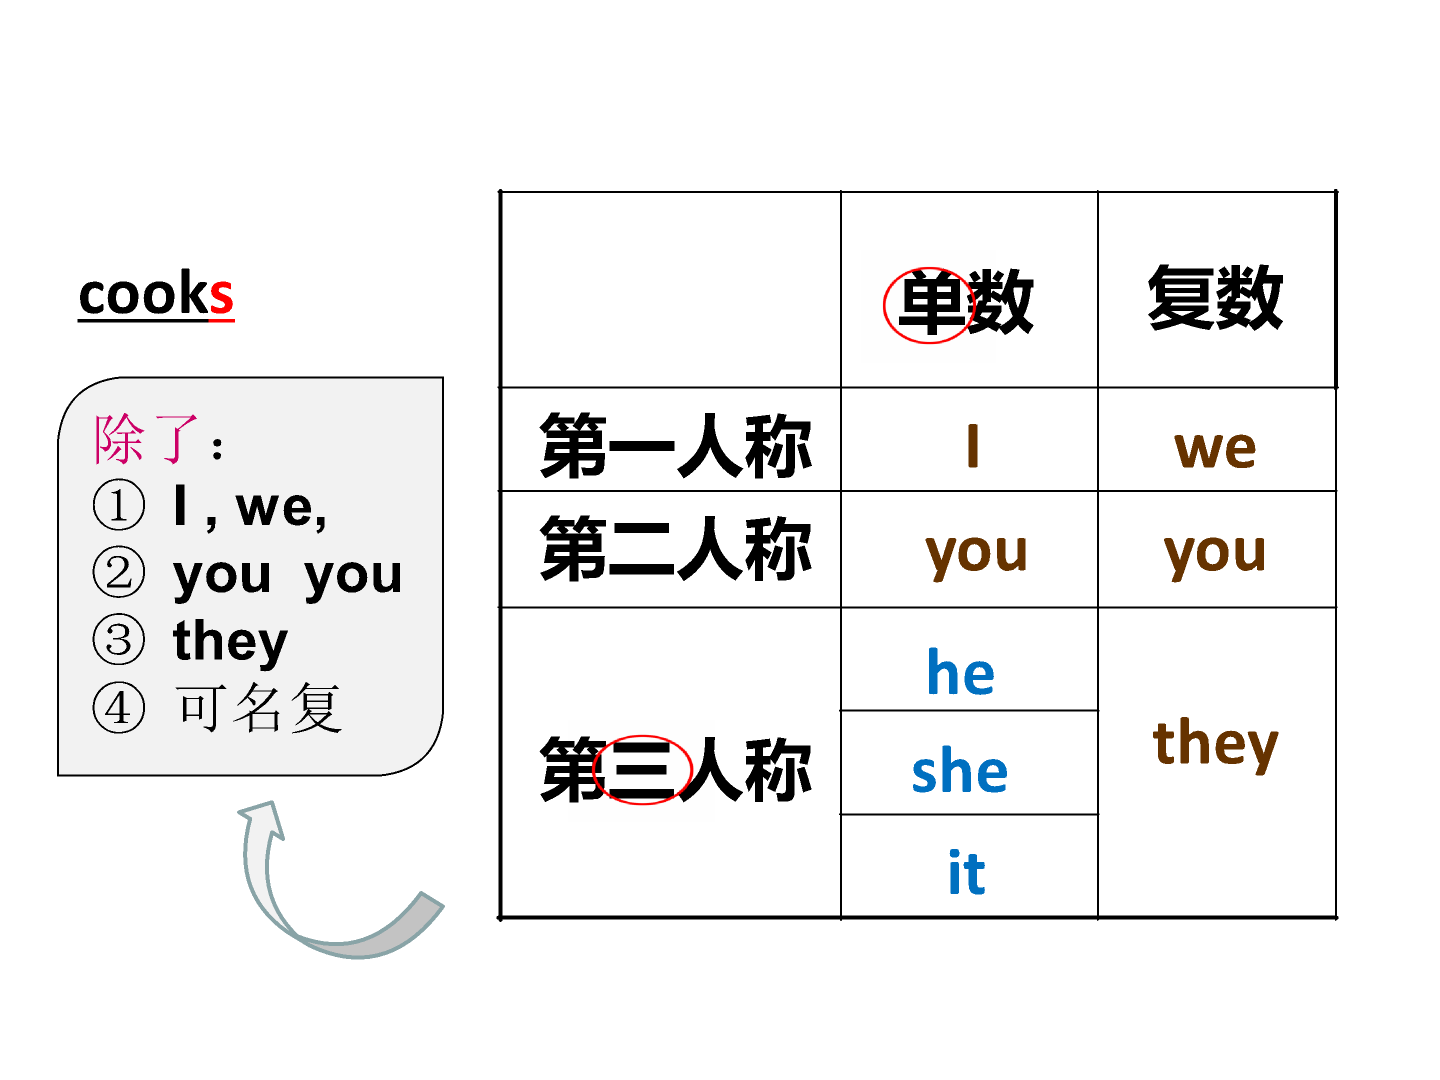 cooks
除了：
① I , we,
② you you
③ they
④ 可名复
单数 复数
第一人称 I we
第二人称 you you
第三人称 he she it they